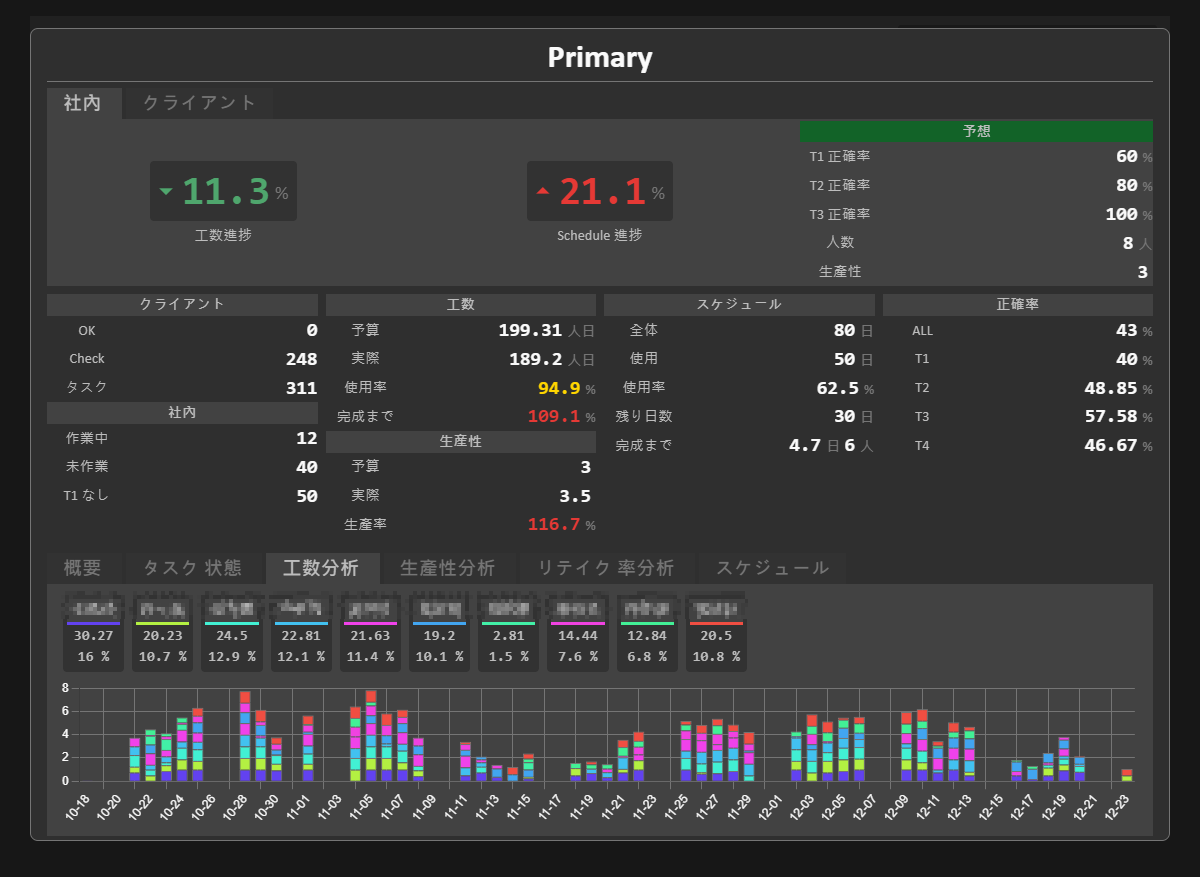 Primary
社内 クライアント
予想
T1 正確率 60 %
T2 正確率 80 %
T3 正確率 100 %
人数 8 人
生産性 3
11.3 %
工数進捗
21.1 %
Schedule 進捗
クライアント
OK 0
Check 248
タスク 311
社内
作業中 12
未作業 40
T1 なし 50
工数
予算 199.31 人日
実際 189.2 人日
使用率 94.9 %
完成まで 109.1 %
生産性
予算 3
実際 3.5
生産率 116.7 %
スケジュール
全体 80 日
使用 50 日
使用率 62.5 %
残り日数 30 日
完成まで 4.7 日 6 人
正確率
ALL 43 %
T1 40 %
T2 48.85 %
T3 57.58 %
T4 46.67 %
概要 タスク 状態 工数分析 生産性分析 リテイク 率分析 スケジュール
30.27 20.23 24.5 22.81 21.63 19.2 2.81 14.44 12.84 20.5
16 % 10.7 % 12.9 % 12.1 % 11.4 % 10.1 % 1.5 % 7.6 % 6.8 % 10.8 %
8
6
4
2
0
10-18 10-20 10-22 10-24 10-26 10-28 10-30 11-01 11-03 11-05 11-07 11-09 11-11 11-13 11-15 11-17 11-19 11-21 11-23 11-25 11-27 11-29 12-01 12-03 12-05 12-07 12-09 12-11 12-13 12-15 12-17 12-19 12-21 12-23